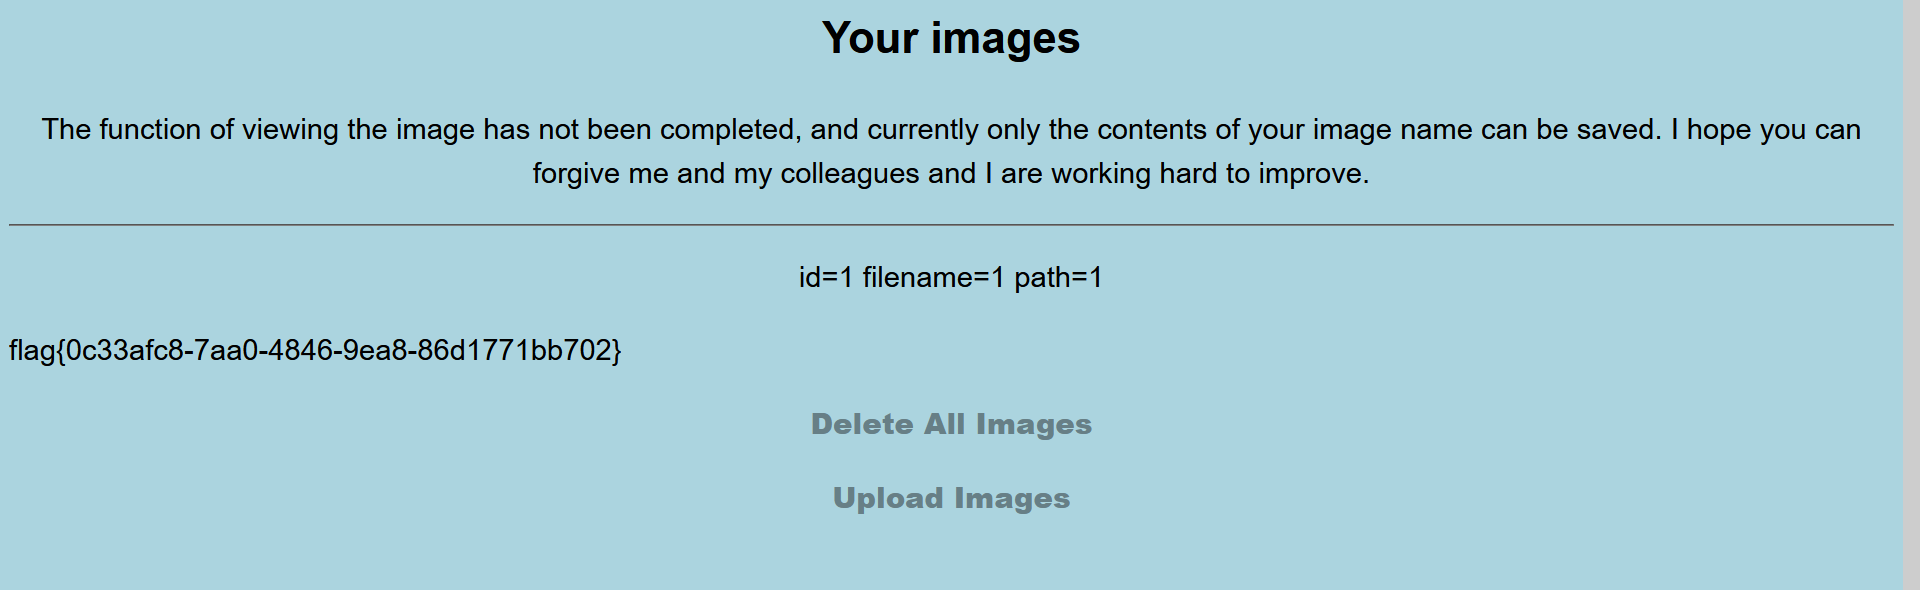 Your images
The function of viewing the image has not been completed, and currently only the contents of your image name can be saved. I hope you can
forgive me and my colleagues and I are working hard to improve.
id=1 filename=1 path=1
flag{0c33afc8-7aa0-4846-9ea8-86d1771bb702}
Delete All Images
Upload Images